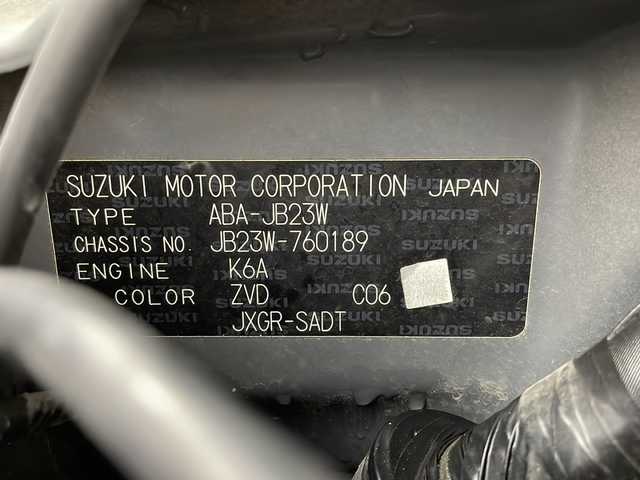 SUZUKI MOTOR CORPORATION JAPAN
TYPE ABA-JB23W
CHASSIS NO. JB23W-760189
ENGINE K6A
COLOR ZVD C06
JXGR-SADT